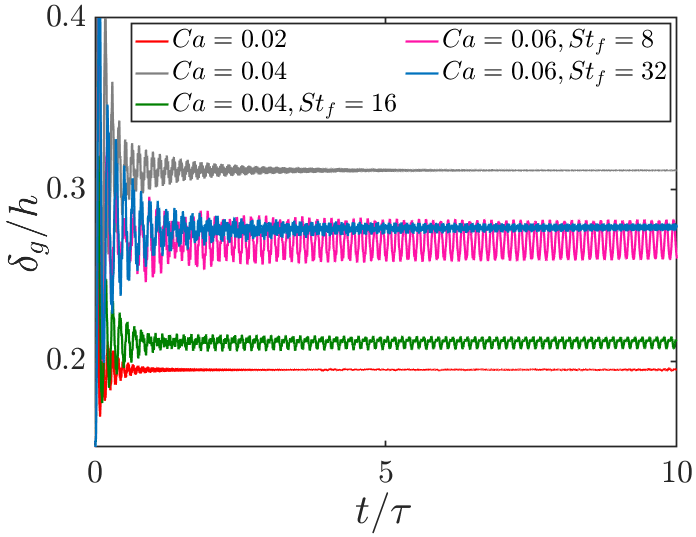 0.4
Ca = 0.02
Ca = 0.06, St_f = 8
Ca = 0.04
Ca = 0.06, St_f = 32
Ca = 0.04, St_f = 16
0.3
δ_g/h
0.2
0 5 10
t/τ